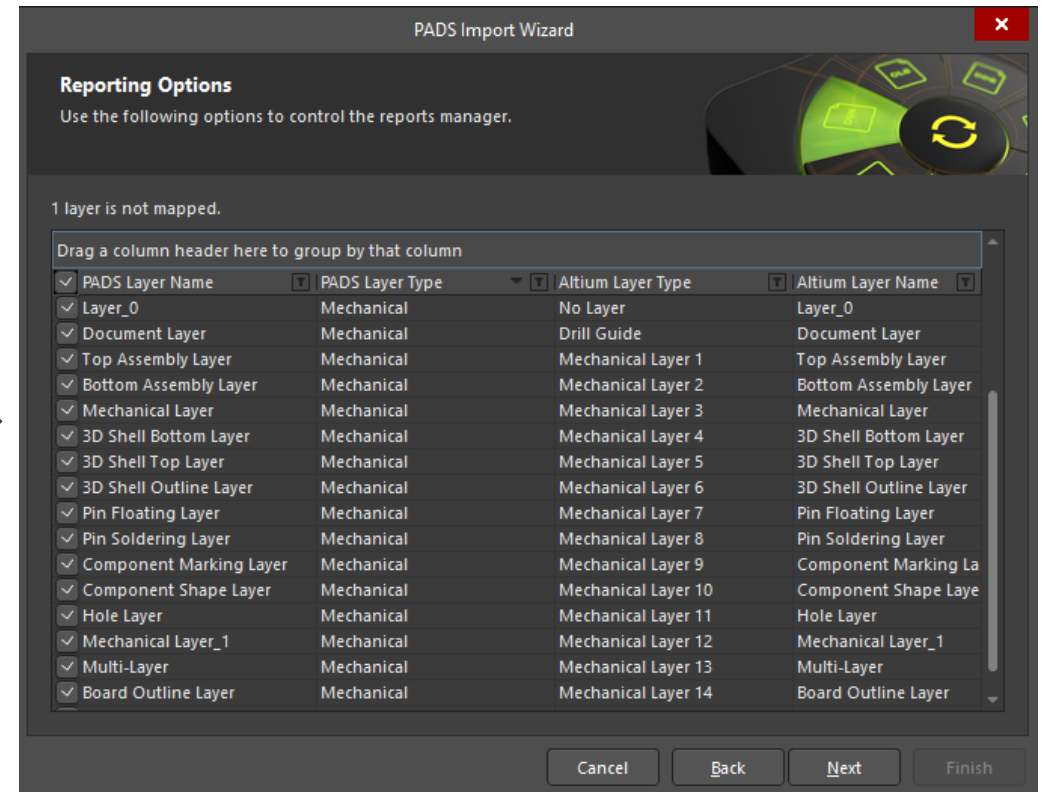 PADS Import Wizard
Reporting Options
Use the following options to control the reports manager.
1 layer is not mapped.
Drag a column header here to group by that column
PADS Layer Name PADS Layer Type Altium Layer Type Altium Layer Name
Layer_0 Mechanical No Layer Layer_0
Document Layer Mechanical Drill Guide Document Layer
Top Assembly Layer Mechanical Mechanical Layer 1 Top Assembly Layer
Bottom Assembly Layer Mechanical Mechanical Layer 2 Bottom Assembly Layer
Mechanical Layer Mechanical Mechanical Layer 3 Mechanical Layer
3D Shell Bottom Layer Mechanical Mechanical Layer 4 3D Shell Bottom Layer
3D Shell Top Layer Mechanical Mechanical Layer 5 3D Shell Top Layer
3D Shell Outline Layer Mechanical Mechanical Layer 6 3D Shell Outline Layer
Pin Floating Layer Mechanical Mechanical Layer 7 Pin Floating Layer
Pin Soldering Layer Mechanical Mechanical Layer 8 Pin Soldering Layer
Component Marking Layer Mechanical Mechanical Layer 9 Component Marking La
Component Shape Layer Mechanical Mechanical Layer 10 Component Shape Laye
Hole Layer Mechanical Mechanical Layer 11 Hole Layer
Mechanical Layer_1 Mechanical Mechanical Layer 12 Mechanical Layer_1
Multi-Layer Mechanical Mechanical Layer 13 Multi-Layer
Board Outline Layer Mechanical Mechanical Layer 14 Board Outline Layer
Cancel Back Next Finish